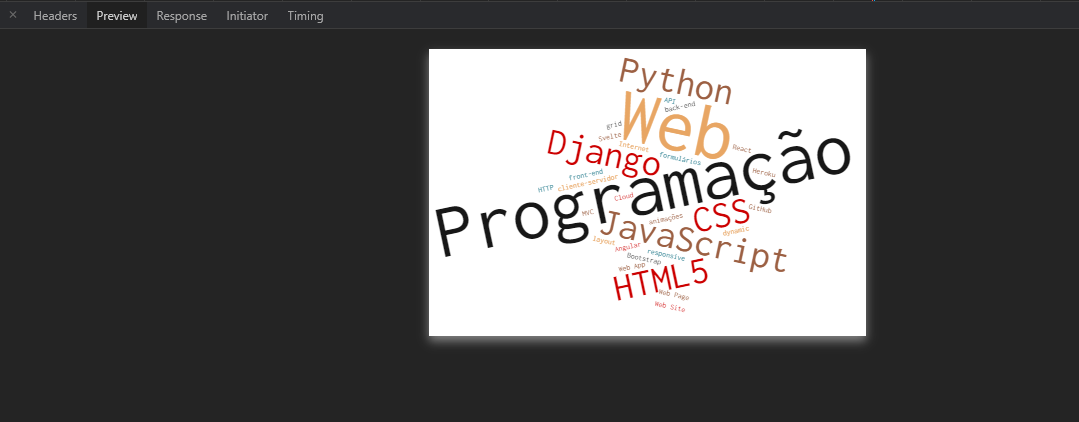 × Headers Preview Response Initiator Timing
Python
API
back-end
Web
grid
Svelte
Internet
Django
formulários
React
Programação
Heroku
front-end
HTTP
cliente-servidor
Cloud
MVC
animações
CSS
GitHub
JavaScript
dynamic
layout
Angular
responsive
Bootstrap
Web App
HTML5
Web Page
Web Site